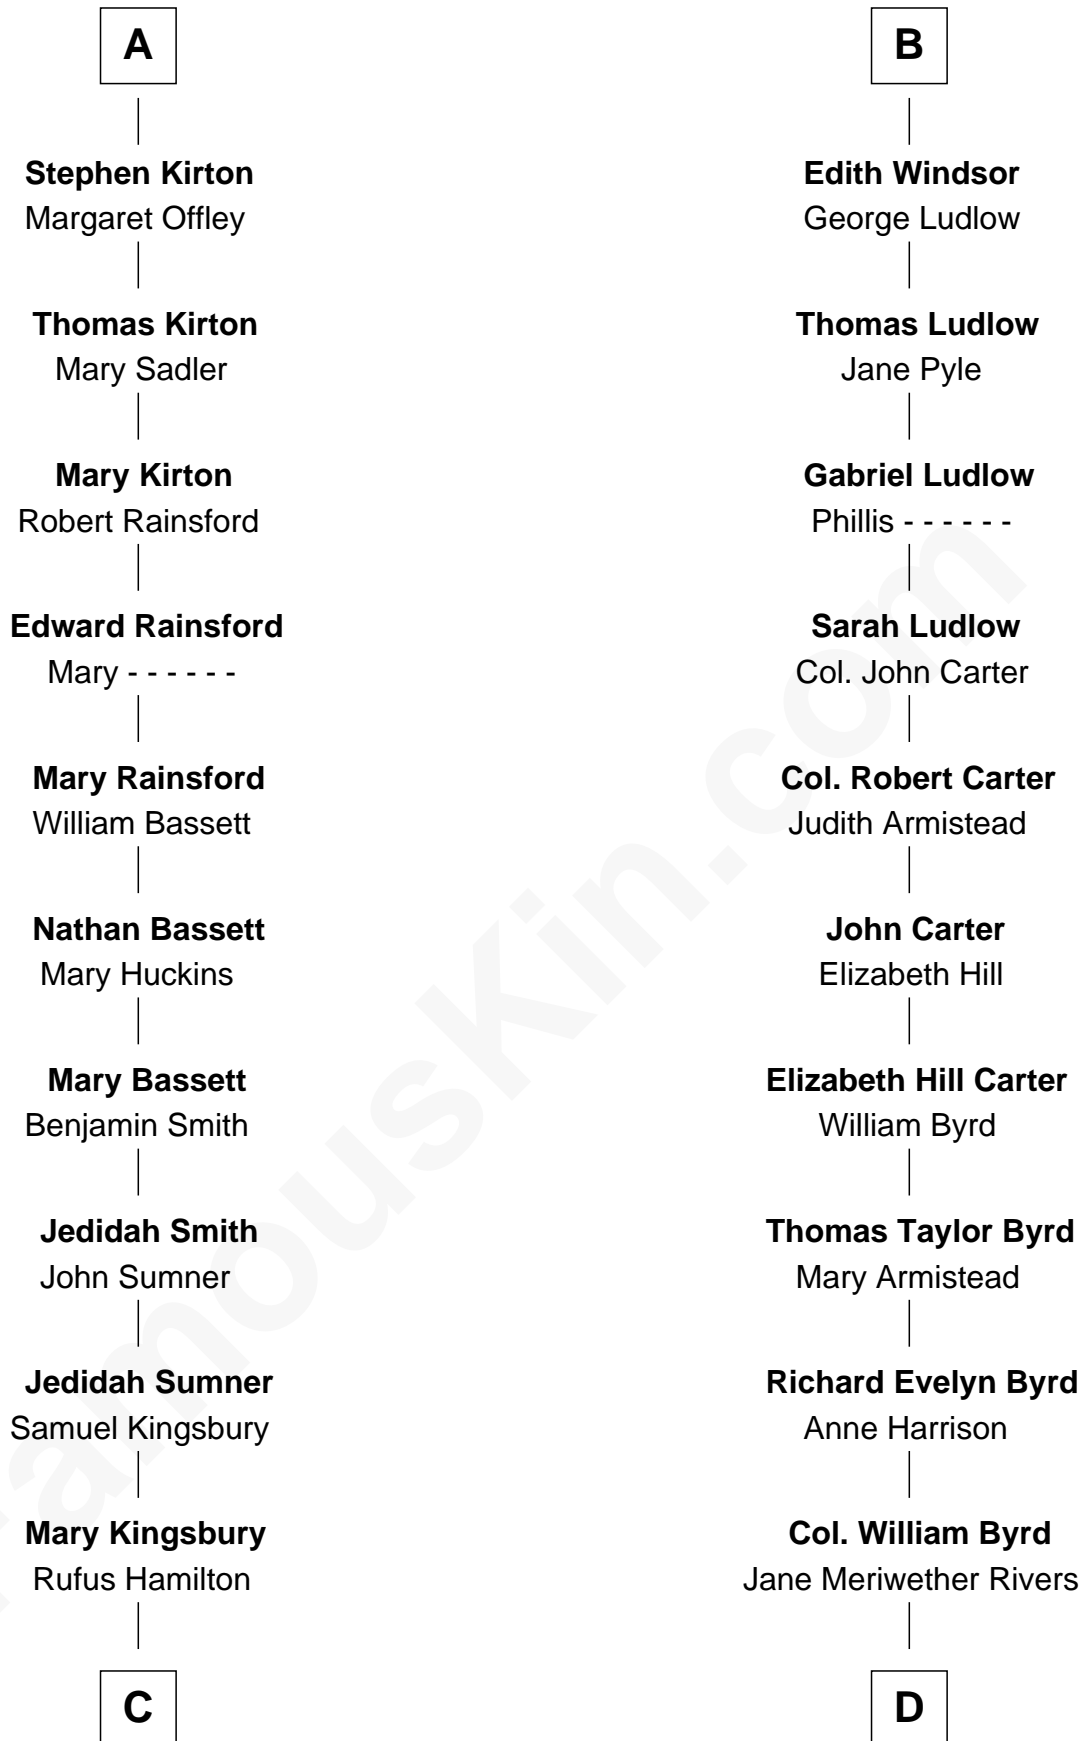 A
Stephen Kirton
Margaret Offley
Thomas Kirton
Mary Sadler
Mary Kirton
Robert Rainsford
Edward Rainsford
Mary - - - - - -
Mary Rainsford
William Bassett
Nathan Bassett
Mary Huckins
Mary Bassett
Benjamin Smith
Jedidah Smith
John Sumner
Jedidah Sumner
Samuel Kingsbury
Mary Kingsbury
Rufus Hamilton
C
B
Edith Windsor
George Ludlow
Thomas Ludlow
Jane Pyle
Gabriel Ludlow
Phillis - - - - - -
Sarah Ludlow
Col. John Carter
Col. Robert Carter
Judith Armistead
John Carter
Elizabeth Hill
Elizabeth Hill Carter
William Byrd
Thomas Taylor Byrd
Mary Armistead
Richard Evelyn Byrd
Anne Harrison
Col. William Byrd
Jane Meriwether Rivers
D
FamousKin.com